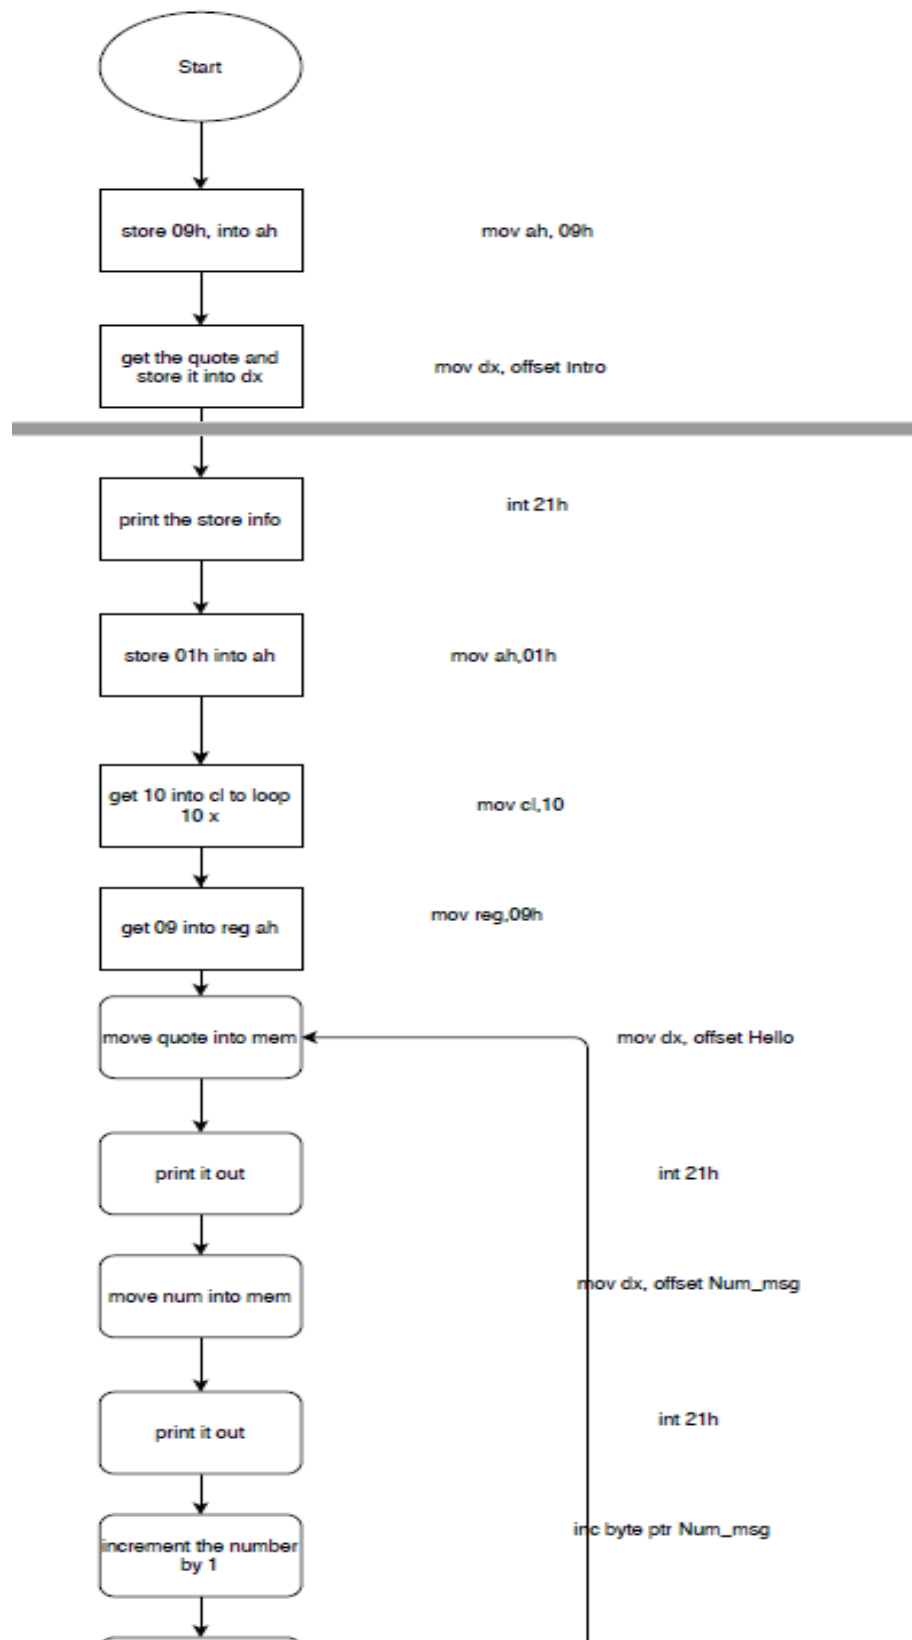 Start
store 09h, into ah
mov ah, 09h
get the quote and
store it into dx
mov dx, offset Intro
print the store info
int 21h
store 01h into ah
mov ah,01h
get 10 into cl to loop
10 x
mov cl,10
get 09 into reg ah
mov reg,09h
move quote into mem
mov dx, offset Hello
print it out
int 21h
move num into mem
mov dx, offset Num_msg
print it out
int 21h
increment the number
by 1
inc byte ptr Num_msg